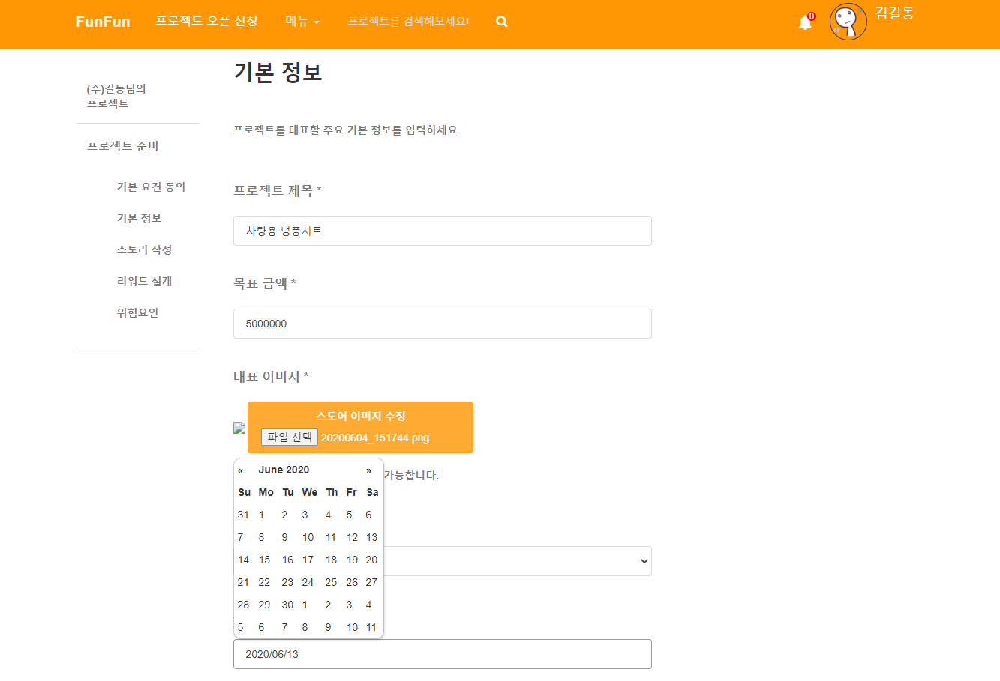 FunFun 프로젝트 오픈 신청 메뉴 프로젝트를 검색해보세요! 0 김길동
(주)길동님의
프로젝트
프로젝트 준비
기본 요건 동의
기본 정보
스토리 작성
리워드 설계
위험요인
기본 정보
프로젝트를 대표할 주요 기본 정보를 입력하세요
프로젝트 제목 *
차량용 냉풍시트
목표 금액 *
5000000
대표 이미지 *
스토어 이미지 수정
파일 선택 20200604_151744.png
가능합니다.
« June 2020 »
Su Mo Tu We Th Fr Sa
31 1 2 3 4 5 6
7 8 9 10 11 12 13
14 15 16 17 18 19 20
21 22 23 24 25 26 27
28 29 30 1 2 3 4
5 6 7 8 9 10 11
2020/06/13